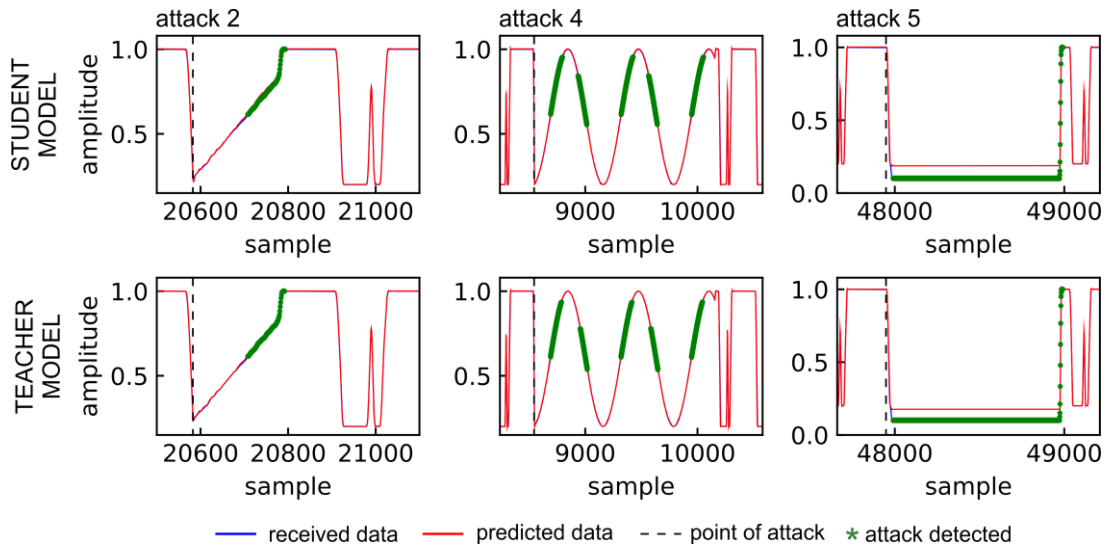 attack 2
attack 4
attack 5
STUDENT
MODEL
amplitude
1.0
0.5
20600 20800 21000
sample
1.0
0.5
9000 10000
sample
1.0
0.5
0.0
48000 49000
sample
TEACHER
MODEL
amplitude
1.0
0.5
20600 20800 21000
sample
1.0
0.5
9000 10000
sample
1.0
0.5
0.0
48000 49000
sample
received data predicted data point of attack * attack detected